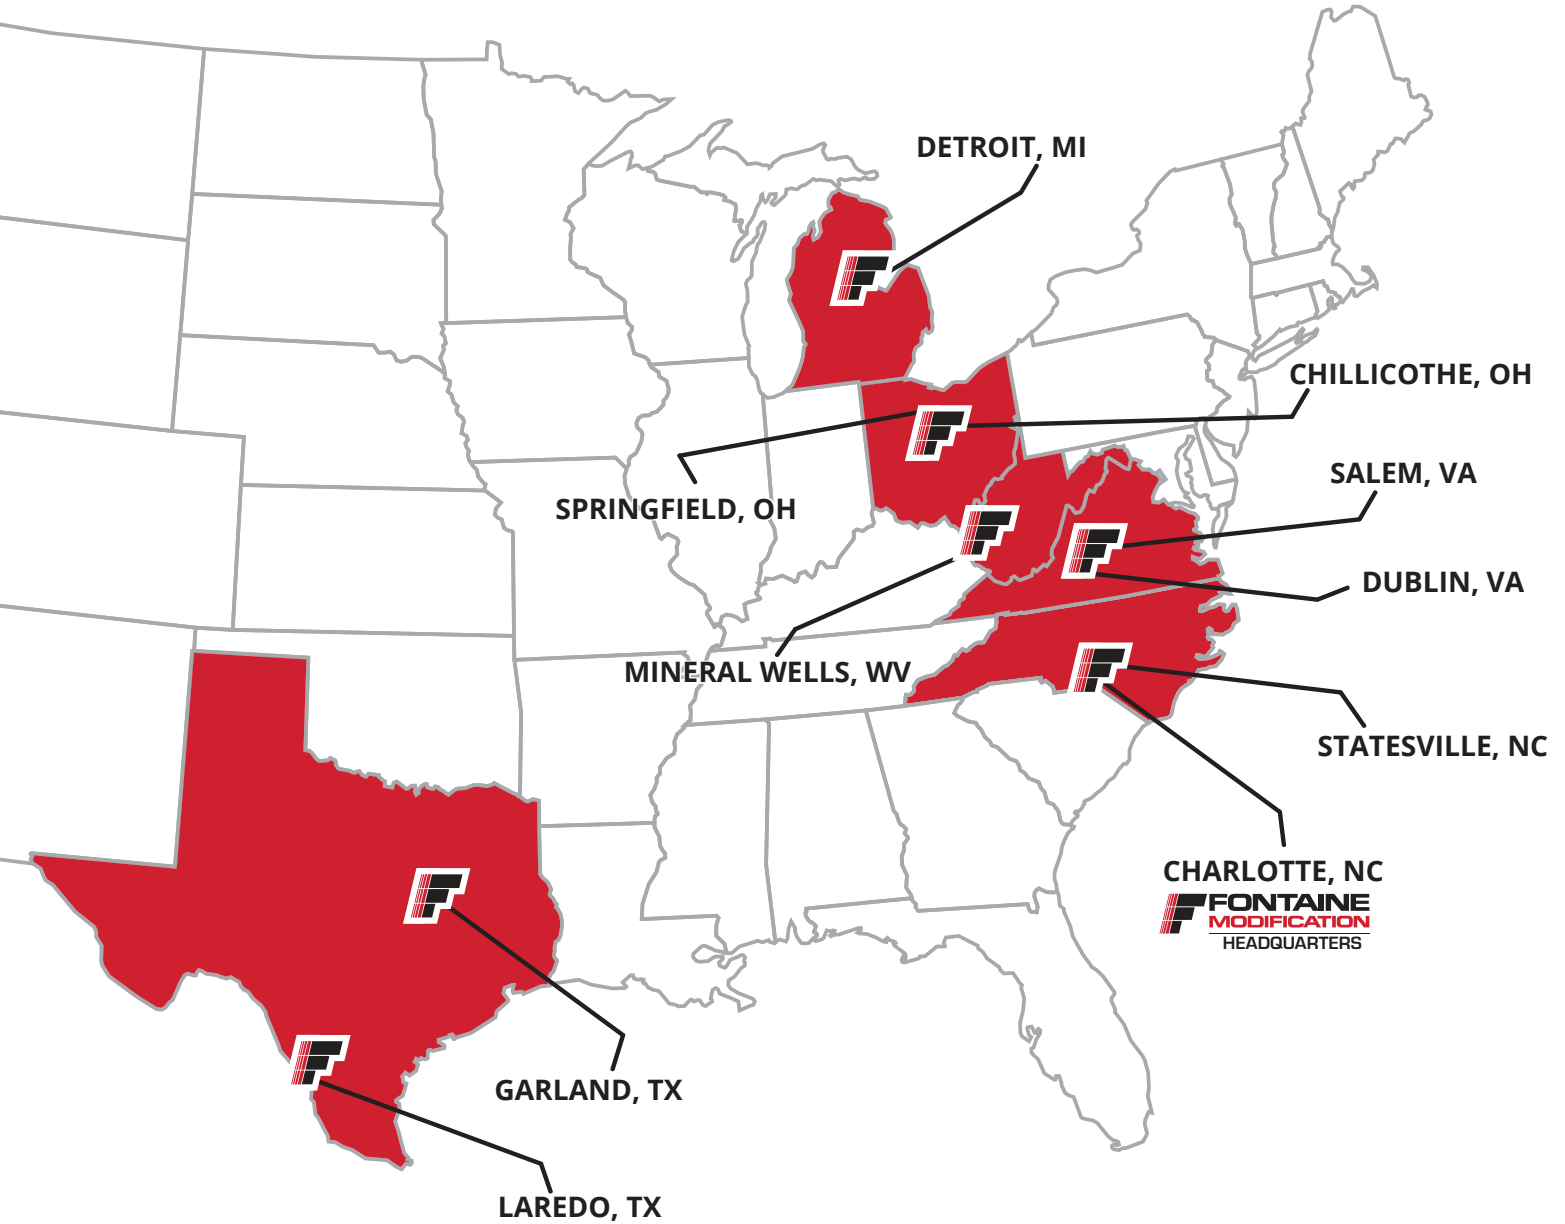 DETROIT, MI
CHILLICOTHE, OH
SALEM, VA
SPRINGFIELD, OH
DUBLIN, VA
MINERAL WELLS, WV
STATESVILLE, NC
CHARLOTTE, NC
FONTAINE
MODIFICATION
HEADQUARTERS
GARLAND, TX
LAREDO, TX